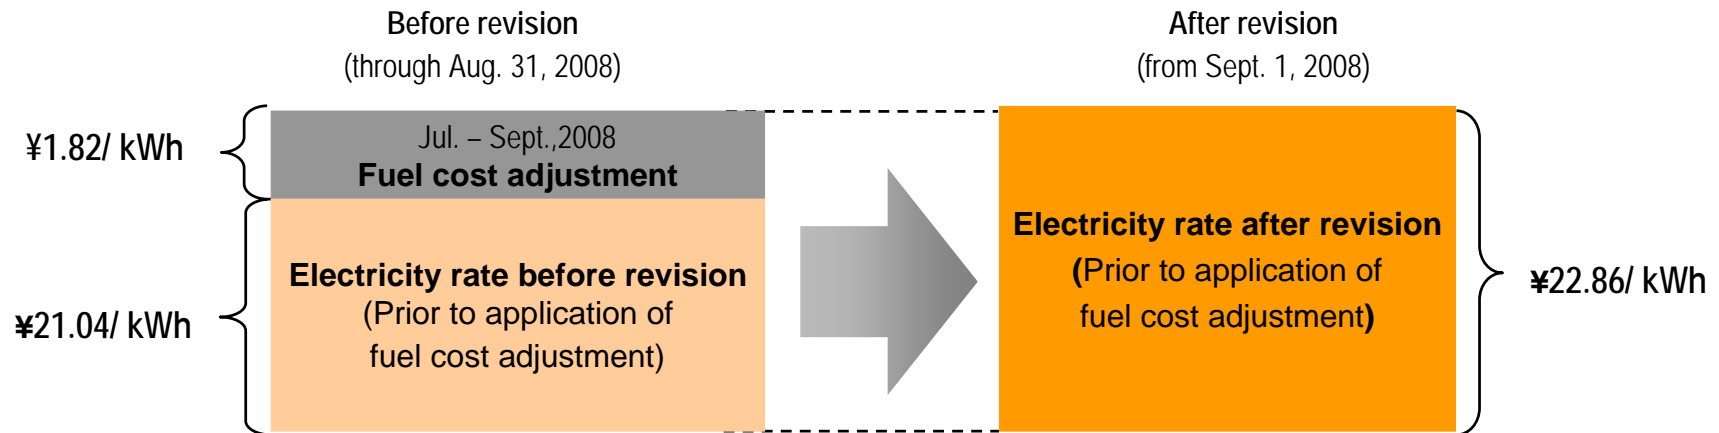 Before revision
(through Aug. 31, 2008)
After revision
(from Sept. 1, 2008)
¥1.82/ kWh
Jul. – Sept.,2008
Fuel cost adjustment
¥21.04/ kWh
Electricity rate before revision
(Prior to application of
fuel cost adjustment)
Electricity rate after revision
(Prior to application of
fuel cost adjustment)
¥22.86/ kWh